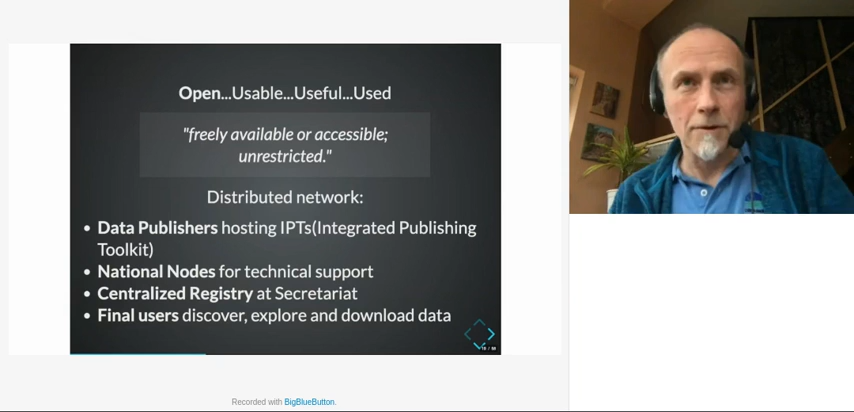 Open...Usable...Useful...Used
"freely available or accessible;
unrestricted."
Distributed network:
• Data Publishers hosting IPTs(Integrated Publishing
Toolkit)
• National Nodes for technical support
• Centralized Registry at Secretariat
• Final users discover, explore and download data
Recorded with BigBlueButton.